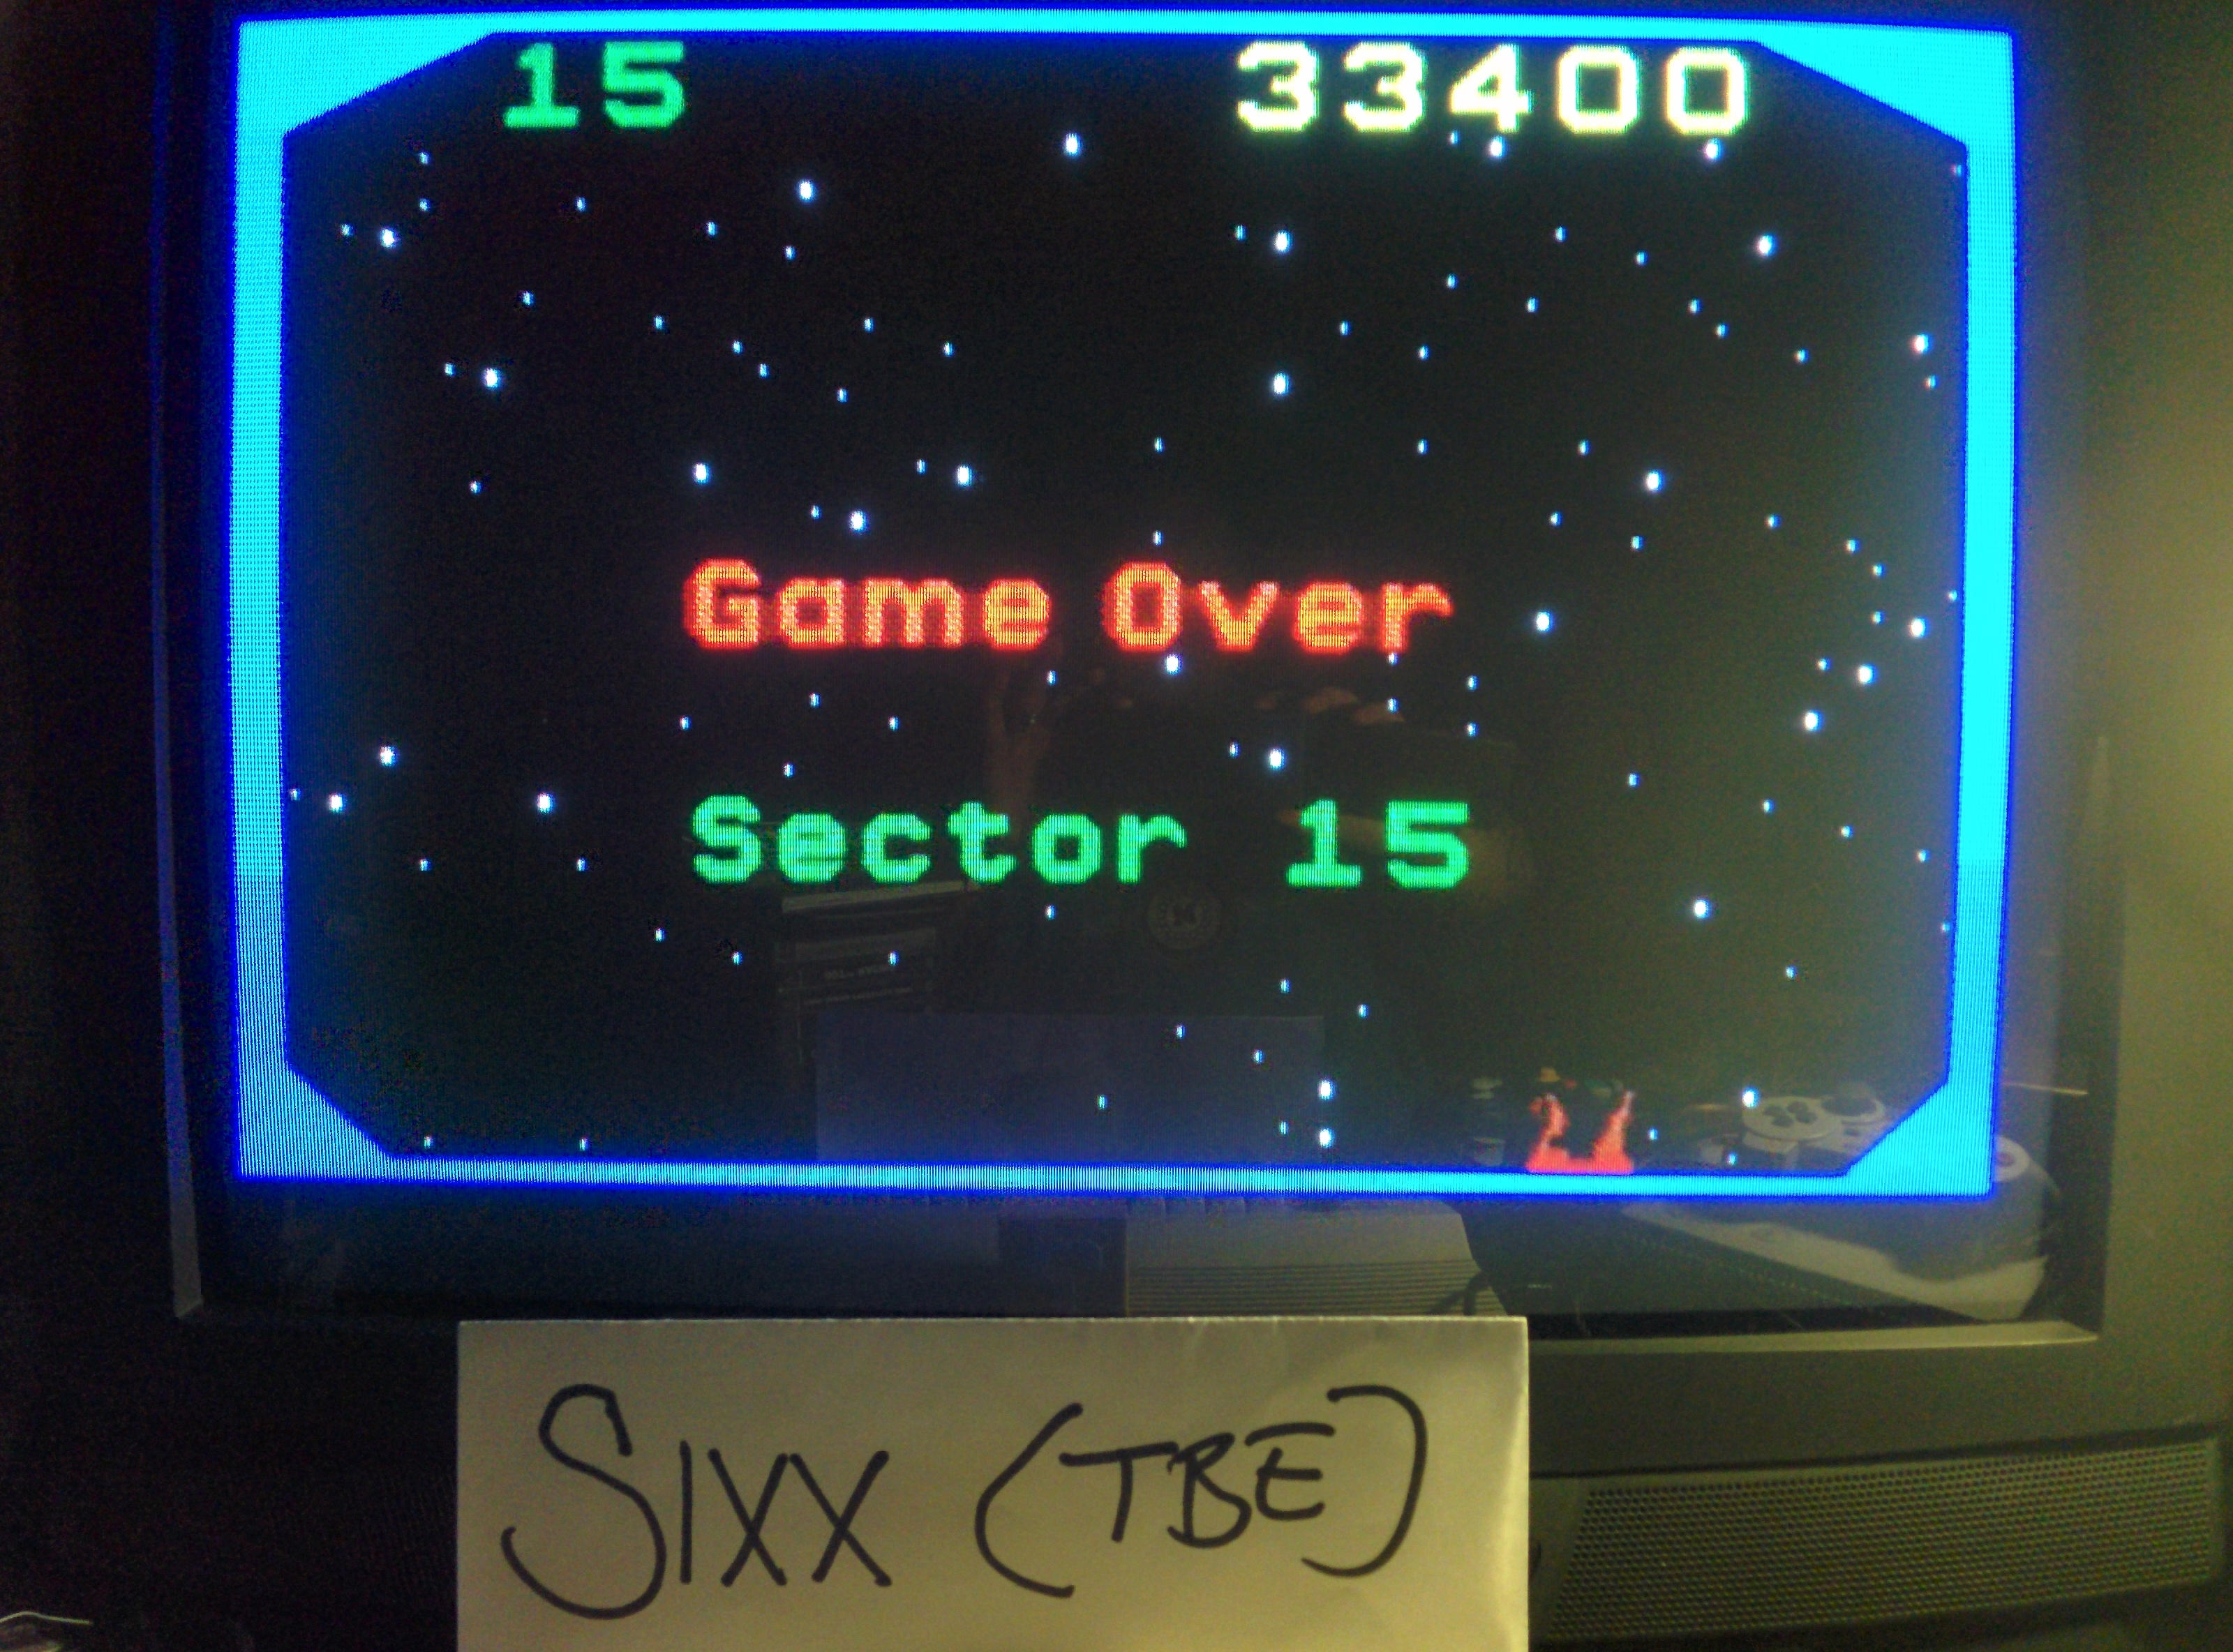 15 33400
Game Over
Sector 15
SIXX (TBE)